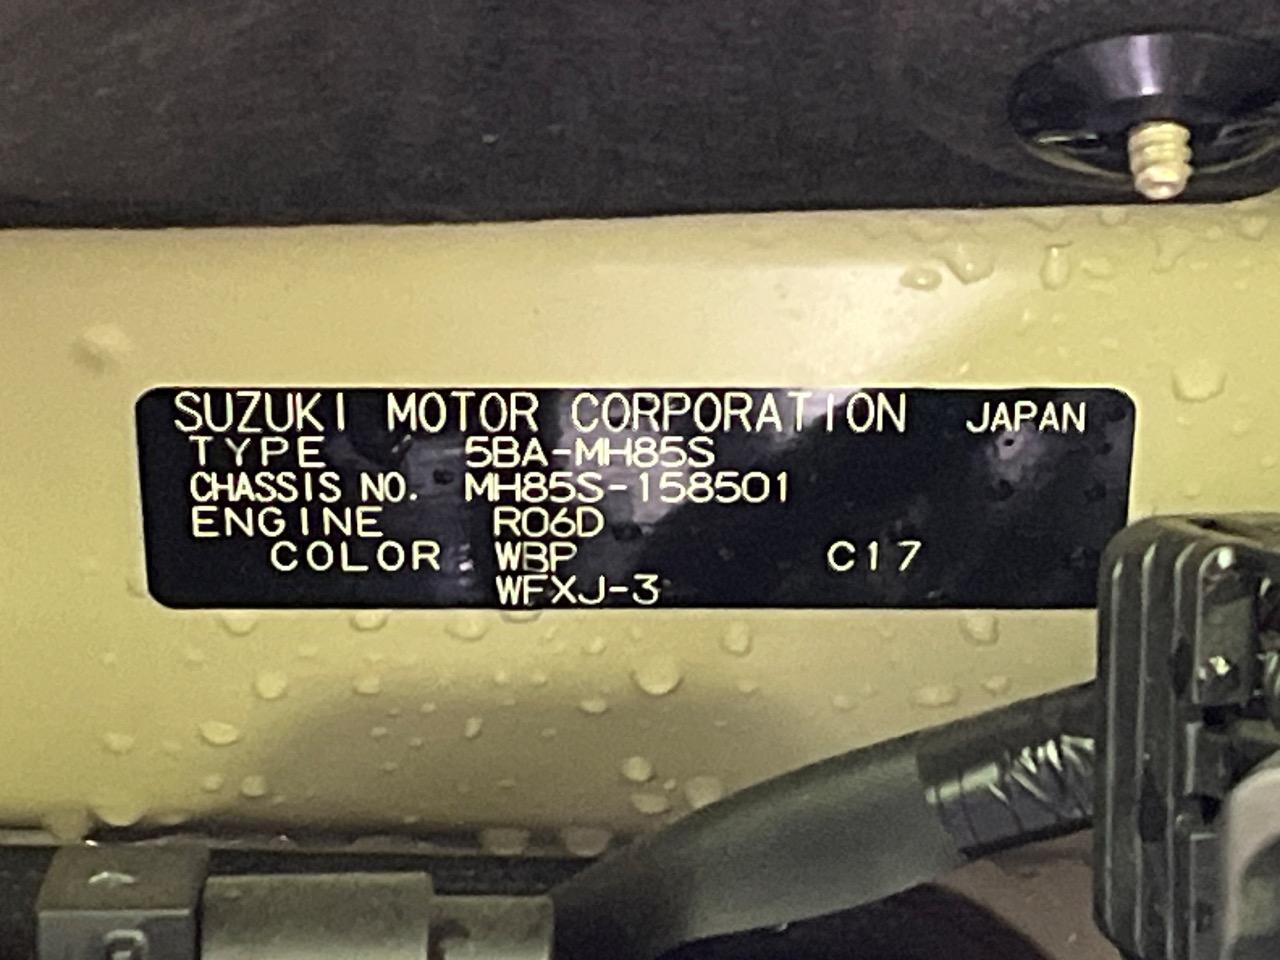 SUZUKI MOTOR CORPORATION JAPAN
TYPE 5BA-MH85S
CHASSIS NO. MH85S-158501
ENGINE R06D
COLOR WBP C17
WFXJ-3